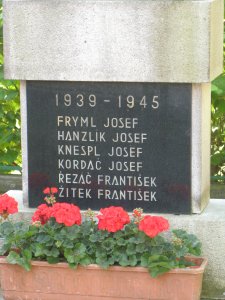 1939-1945
FRYML JOSEF
HANZLIK JOSEF
KNESPL JOSEF
KORDAČ JOSEF
ŘEZÁČ FRANTIŠEK
ŽITEK FRANTIŠEK